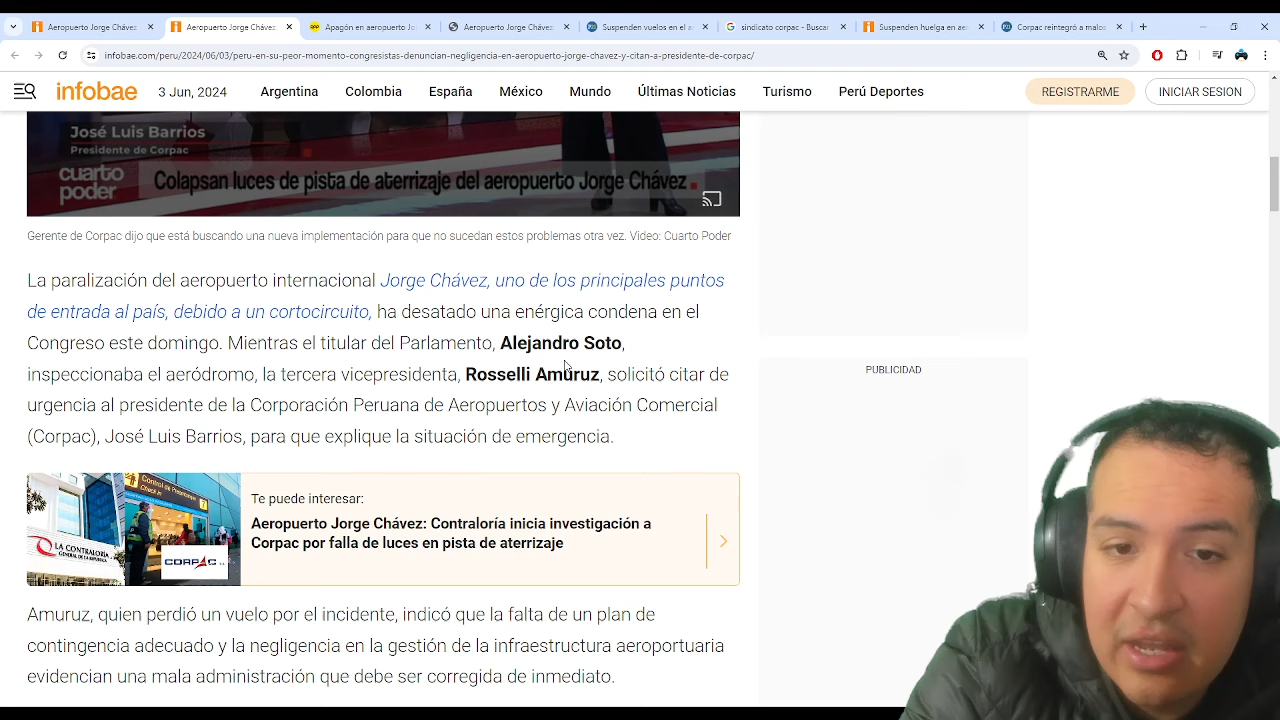 Aeropuerto Jorge Chávez:
Aeropuerto Jorge Chávez:
Apagón en aeropuerto Jo
Aeropuerto Jorge Chávez:
Suspenden vuelos en el a
sindicato corpac - Buscar
Suspenden huelga en aer
Corpac reintegró a malos
infobae.com/peru/2024/06/03/peru-en-su-peor-momento-congresistas-denuncian-negligencia-en-aeropuerto-jorge-chavez-y-citan-a-presidente-de-corpac/
infobae
3 Jun, 2024
Argentina
Colombia
España
México
Mundo
Últimas Noticias
Turismo
Perú Deportes
REGISTRARME
INICIAR SESION
José Luis Barrios
Presidente de Corpac
cuarto
poder
Colapsan luces de pista de aterrizaje del aeropuerto Jorge Chávez
Gerente de Corpac dijo que está buscando una nueva implementación para que no sucedan estos problemas otra vez. Video: Cuarto Poder
La paralización del aeropuerto internacional Jorge Chávez, uno de los principales puntos
de entrada al país, debido a un cortocircuito, ha desatado una enérgica condena en el
Congreso este domingo. Mientras el titular del Parlamento, Alejandro Soto,
inspeccionaba el aeródromo, la tercera vicepresidenta, Rosselli Amuruz, solicitó citar de
urgencia al presidente de la Corporación Peruana de Aeropuertos y Aviación Comercial
(Corpac), José Luis Barrios, para que explique la situación de emergencia.
PUBLICIDAD
LA CONTRALORÍA
GENERAL DE LA REPÚBLICA
Control de Pasaportes
Check in
7
CORPAC S.A.
Te puede interesar:
Aeropuerto Jorge Chávez: Contraloría inicia investigación a
Corpac por falla de luces en pista de aterrizaje
Amuruz, quien perdió un vuelo por el incidente, indicó que la falta de un plan de
contingencia adecuado y la negligencia en la gestión de la infraestructura aeroportuaria
evidencian una mala administración que debe ser corregida de inmediato.